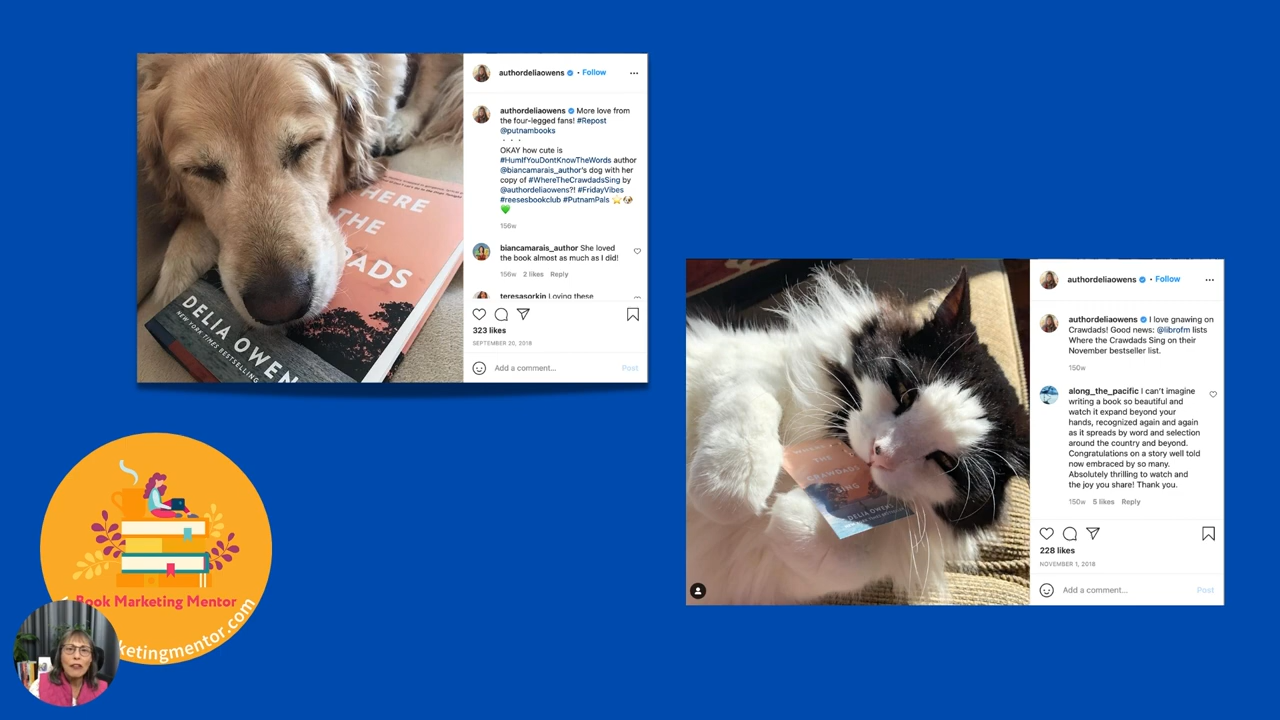 HERE
THE
DADS
DELIA OWEN
NEW YORK TIMES BESTSELLING
authordeliaowens • Follow
authordeliaowens More love from
the four-legged fans! #Repost
@putnambooks
• • •
OKAY how cute is
#HumIfYouDontKnowTheWords author
@biancamarais_author's dog with her
copy of #WhereTheCrawdadsSing by
@authordeliaowens?! #FridayVibes
#reesesbookclub #PutnamPals ⭐🐶
💚
156w
biancamarais_author She loved
the book almost as much as I did!
156w 2 likes Reply
teresasorkin Loving these
323 likes
SEPTEMBER 20, 2018
Add a comment... Post
THE
CRAWDADS
SING
DELIA OWENS
authordeliaowens • Follow
authordeliaowens I love gnawing on
Crawdads! Good news: @librofm lists
Where the Crawdads Sing on their
November bestseller list.
150w
along_the_pacific I can't imagine
writing a book so beautiful and
watch it expand beyond your
hands, recognized again and again
as it spreads by word and selection
around the country and beyond.
Congratulations on a story well told
now embraced by so many.
Absolutely thrilling to watch and
the joy you share! Thank you.
150w 5 likes Reply
228 likes
NOVEMBER 1, 2018
Add a comment... Post
Book Marketing Mentor
ketingmentor.com